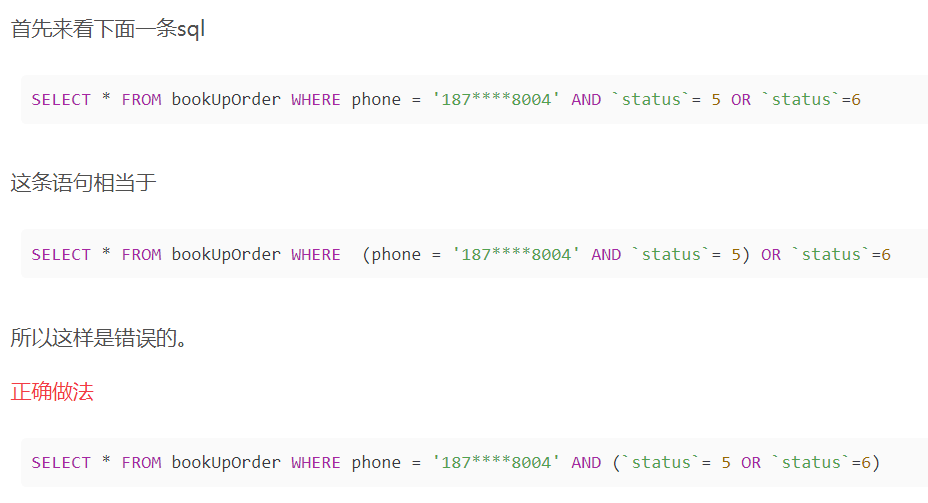 首先来看下面一条sql
SELECT * FROM bookUpOrder WHERE phone = '187****8004' AND `status`= 5 OR `status`=6
这条语句相当于
SELECT * FROM bookUpOrder WHERE  (phone = '187****8004' AND `status`= 5) OR `status`=6
所以这样是错误的。
正确做法
SELECT * FROM bookUpOrder WHERE phone = '187****8004' AND (`status`= 5 OR `status`=6)